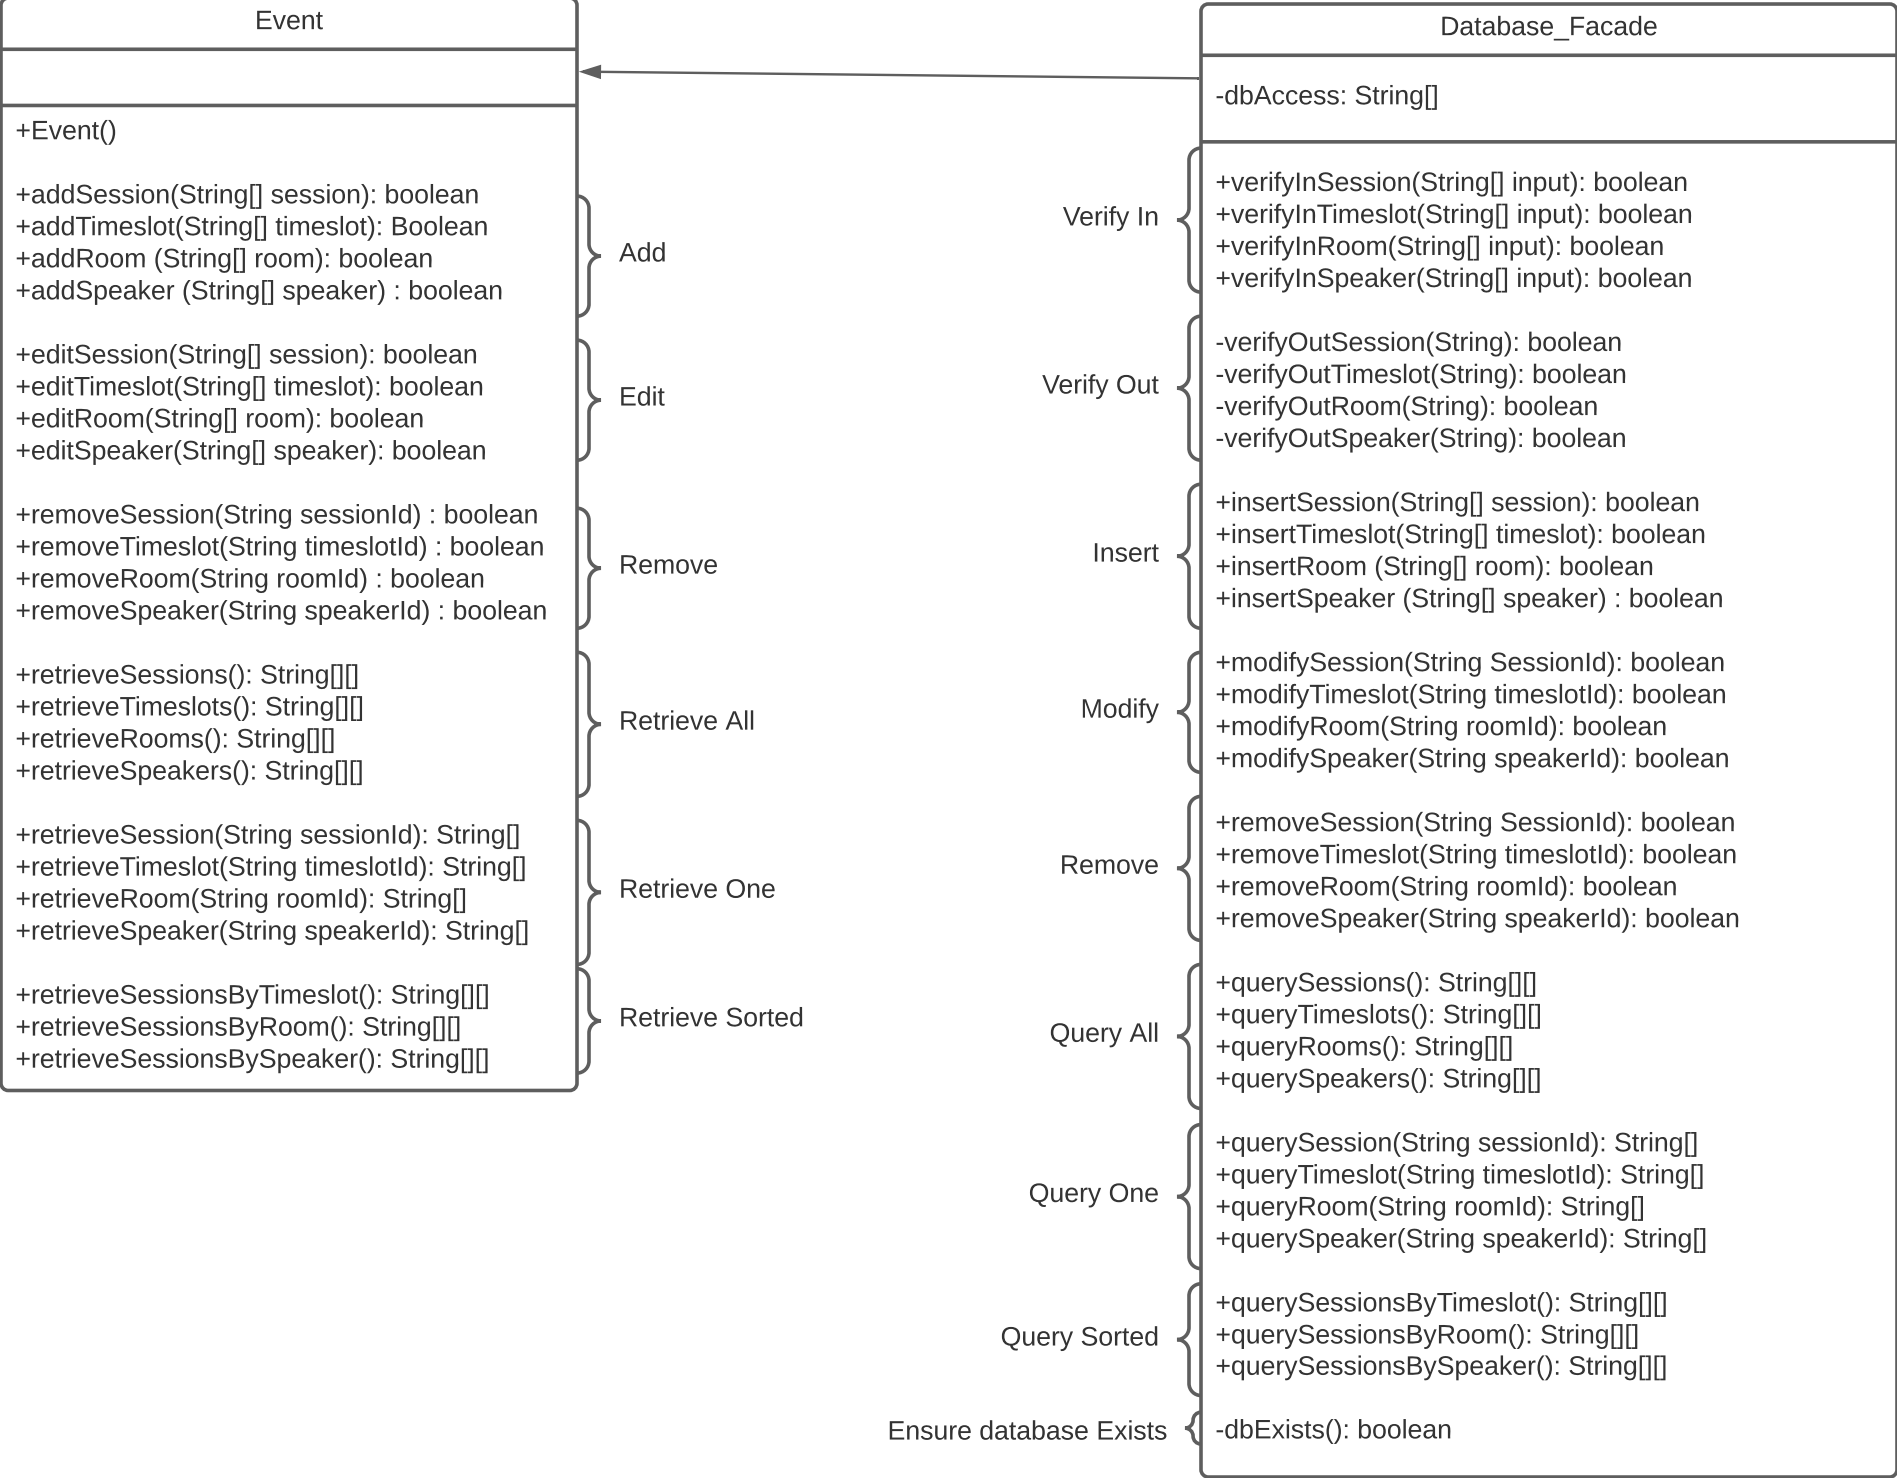 Event
+Event()
+addSession(String[] session): boolean
+addTimeslot(String[] timeslot): Boolean
+addRoom (String[] room): boolean
+addSpeaker (String[] speaker) : boolean
Add
+editSession(String[] session): boolean
+editTimeslot(String[] timeslot): boolean
+editRoom(String[] room): boolean
+editSpeaker(String[] speaker): boolean
Edit
+removeSession(String sessionId) : boolean
+removeTimeslot(String timeslotId) : boolean
+removeRoom(String roomId) : boolean
+removeSpeaker(String speakerId) : boolean
Remove
+retrieveSessions(): String[][]
+retrieveTimeslots(): String[][]
+retrieveRooms(): String[][]
+retrieveSpeakers(): String[][]
Retrieve All
+retrieveSession(String sessionId): String[]
+retrieveTimeslot(String timeslotId): String[]
+retrieveRoom(String roomId): String[]
+retrieveSpeaker(String speakerId): String[]
Retrieve One
+retrieveSessionsByTimeslot(): String[][]
+retrieveSessionsByRoom(): String[][]
+retrieveSessionsBySpeaker(): String[][]
Retrieve Sorted
Database_Facade
-dbAccess: String[]
Verify In
+verifyInSession(String[] input): boolean
+verifyInTimeslot(String[] input): boolean
+verifyInRoom(String[] input): boolean
+verifyInSpeaker(String[] input): boolean
Verify Out
-verifyOutSession(String): boolean
-verifyOutTimeslot(String): boolean
-verifyOutRoom(String): boolean
-verifyOutSpeaker(String): boolean
Insert
+insertSession(String[] session): boolean
+insertTimeslot(String[] timeslot): boolean
+insertRoom (String[] room): boolean
+insertSpeaker (String[] speaker) : boolean
Modify
+modifySession(String SessionId): boolean
+modifyTimeslot(String timeslotId): boolean
+modifyRoom(String roomId): boolean
+modifySpeaker(String speakerId): boolean
Remove
+removeSession(String SessionId): boolean
+removeTimeslot(String timeslotId): boolean
+removeRoom(String roomId): boolean
+removeSpeaker(String speakerId): boolean
Query All
+querySessions(): String[][]
+queryTimeslots(): String[][]
+queryRooms(): String[][]
+querySpeakers(): String[][]
Query One
+querySession(String sessionId): String[]
+queryTimeslot(String timeslotId): String[]
+queryRoom(String roomId): String[]
+querySpeaker(String speakerId): String[]
Query Sorted
+querySessionsByTimeslot(): String[][]
+querySessionsByRoom(): String[][]
+querySessionsBySpeaker(): String[][]
Ensure database Exists
-dbExists(): boolean